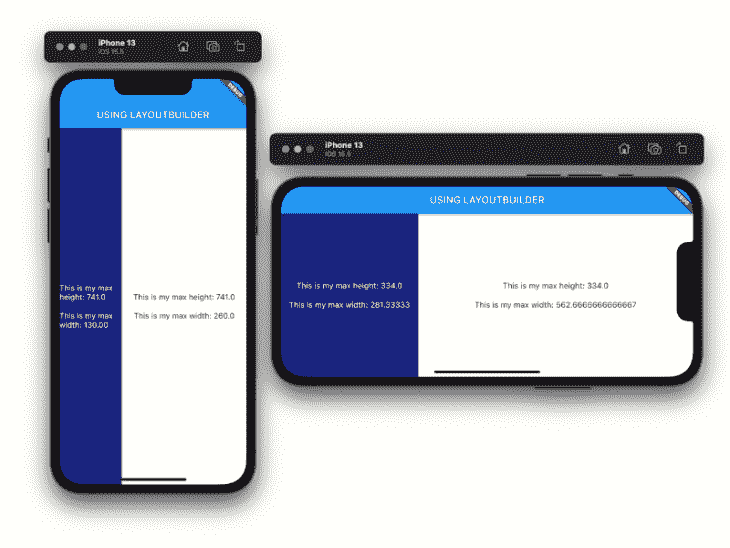 iPhone 13
iOS 15.5
DEBUG
USING LAYOUTBUILDER
This is my max
height: 741.0
This is my max
width: 130.00
This is my max height: 741.0
This is my max width: 260.0
iPhone 13
iOS 15.5
DEBUG
USING LAYOUTBUILDER
This is my max height: 334.0
This is my max width: 281.33333
This is my max height: 334.0
This is my max width: 562.6666666666667